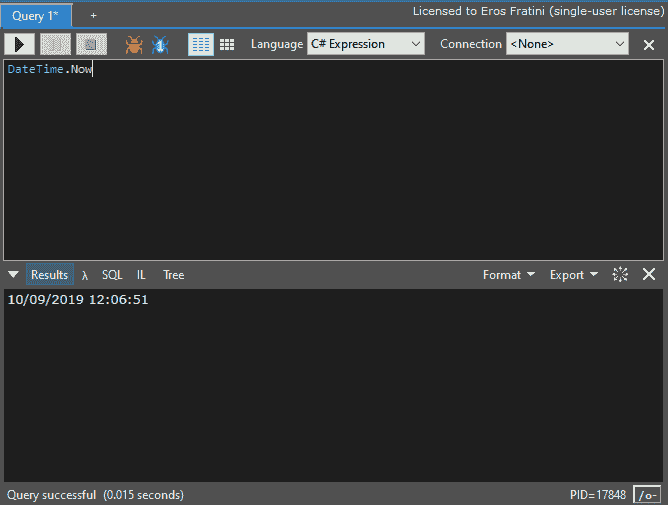 Query 1*
+
Licensed to Eros Fratini (single-user license)
Language C# Expression Connection <None>
DateTime.Now
Results λ SQL IL Tree Format Export
10/09/2019 12:06:51
Query successful (0.015 seconds) PID=17848 /o-